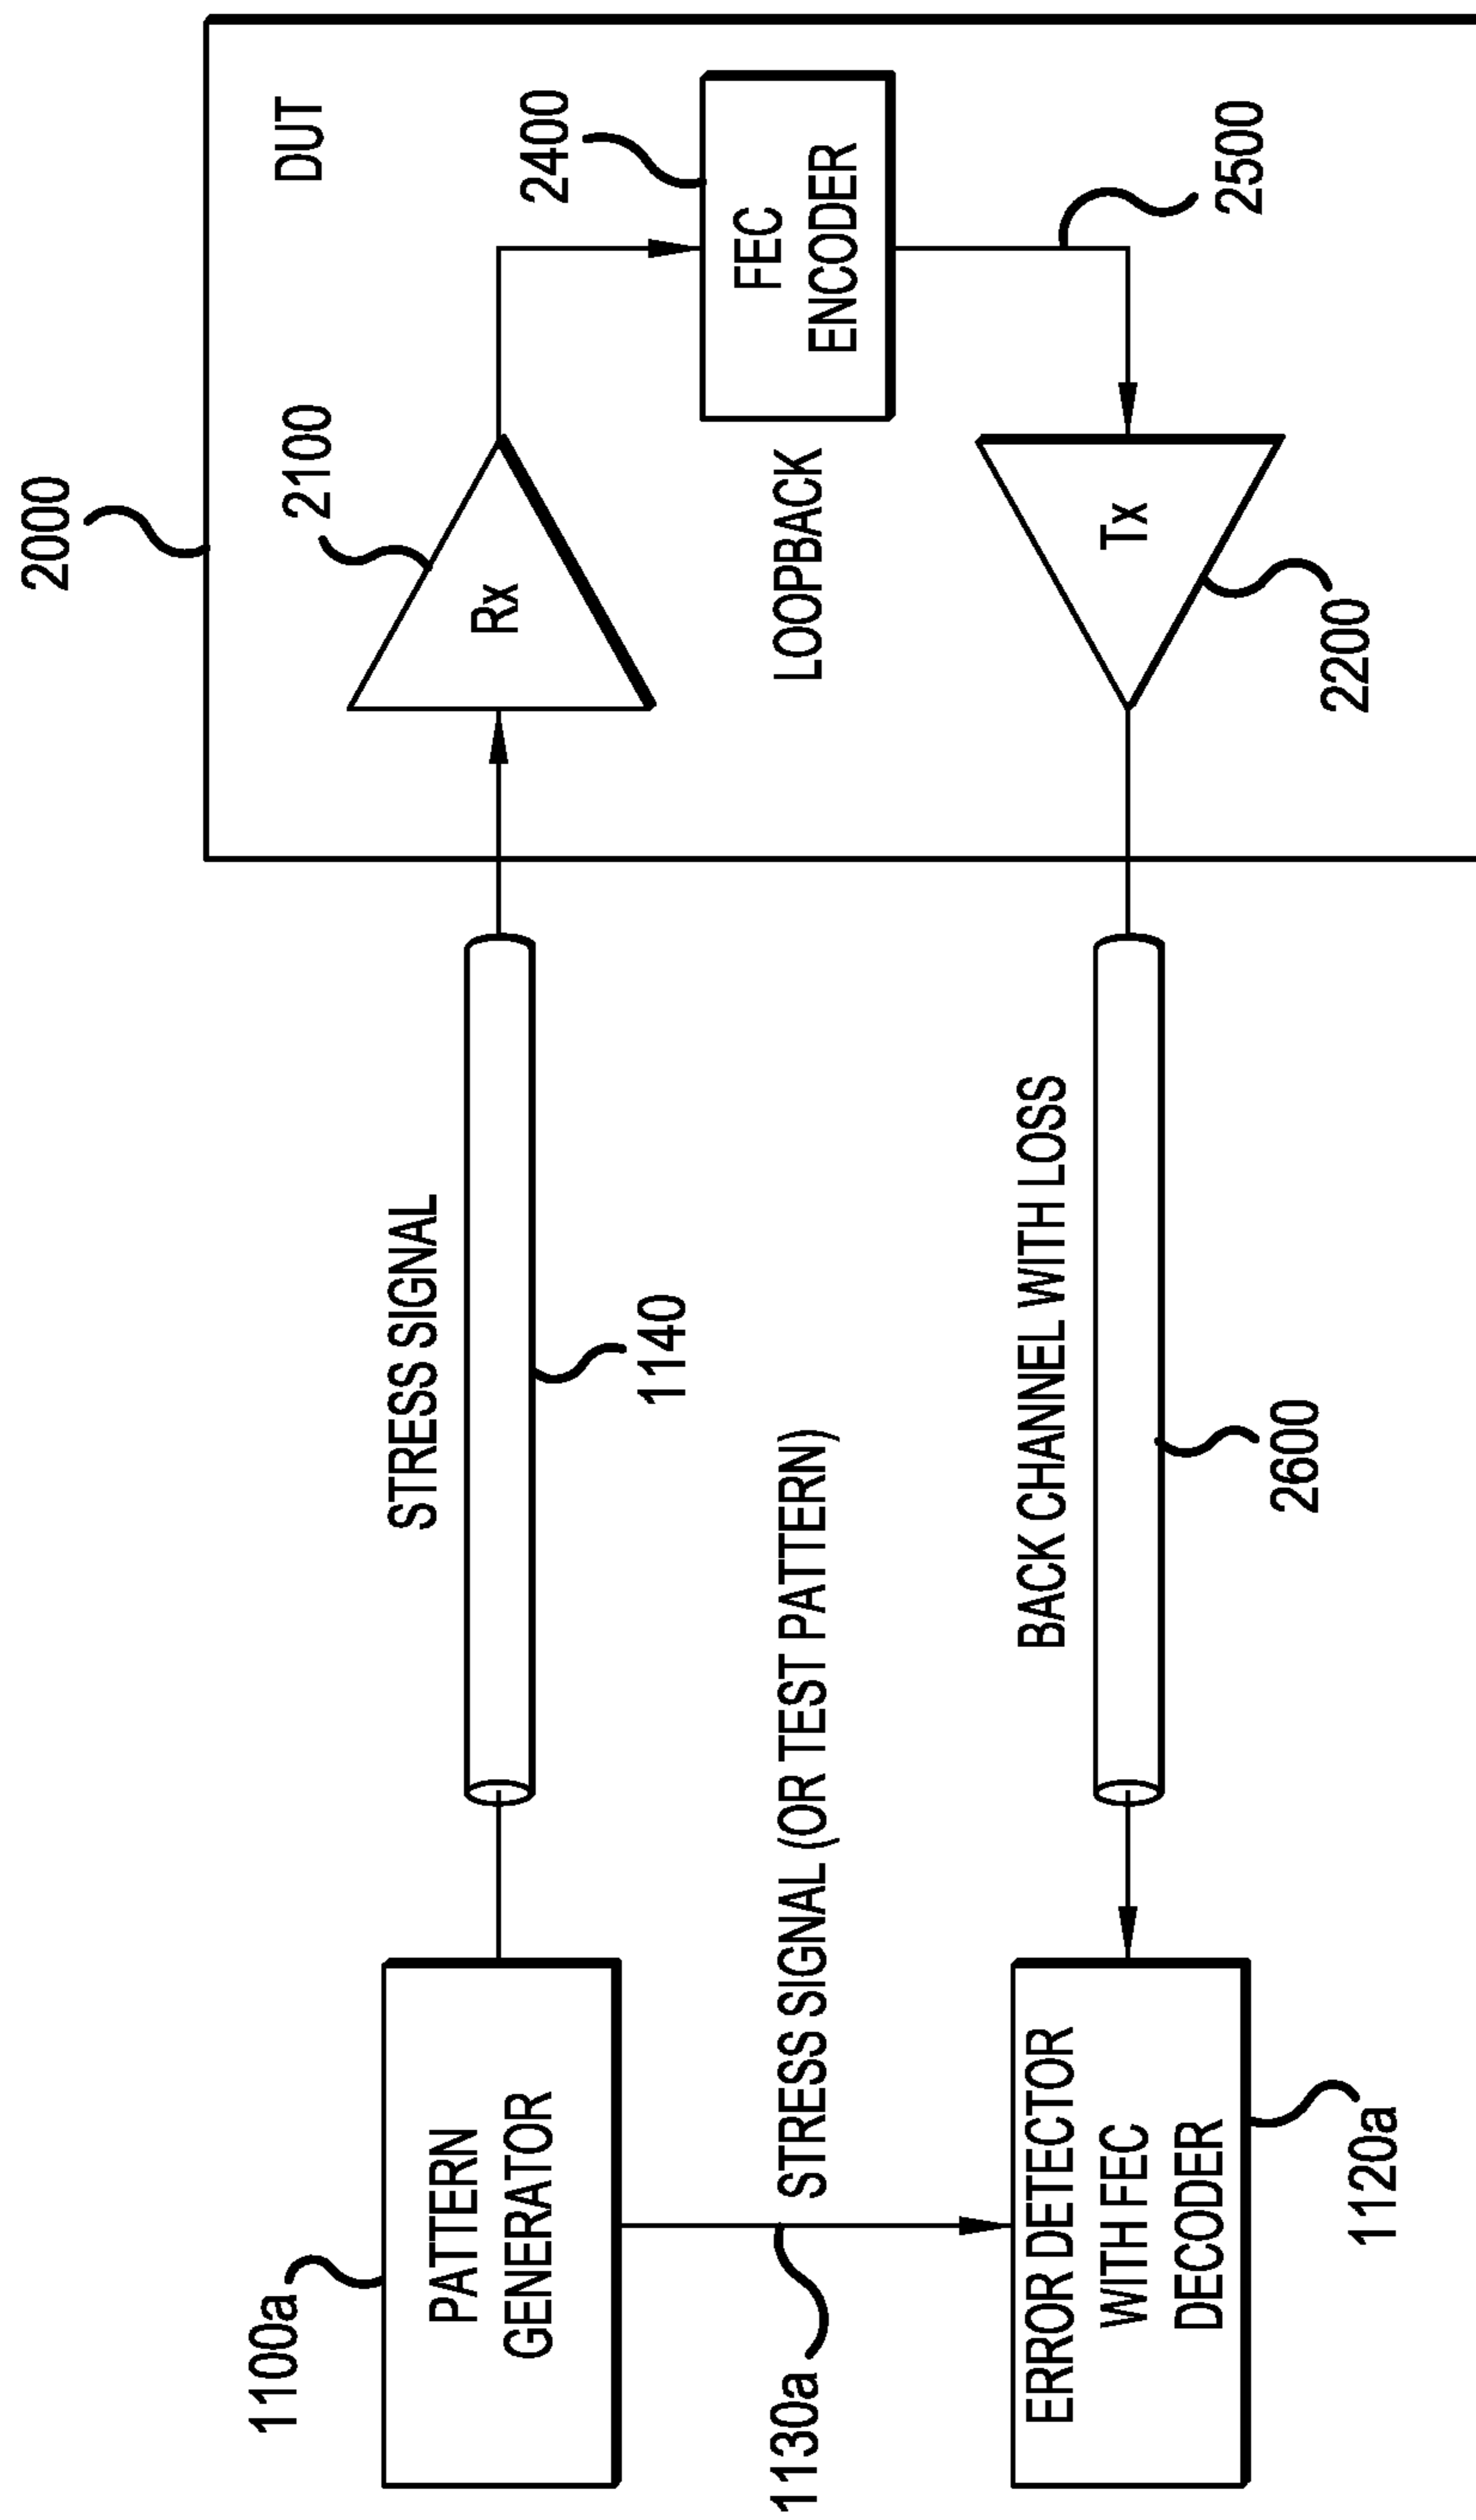 2000
DUT
2100
2400
Rx
FEC
ENCODER
LOOPBACK
Tx
2500
2200
STRESS SIGNAL
1140
1100a
PATTERN
GENERATOR
STRESS SIGNAL (OR TEST PATTERN)
1130a
BACK CHANNEL WITH LOSS
2600
ERROR DETECTOR
WITH FEC
DECODER
1120a